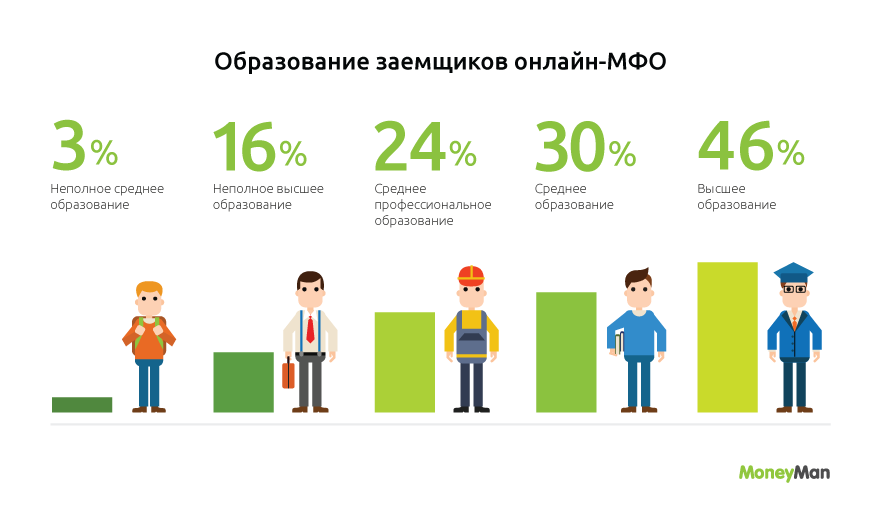 Образование заемщиков онлайн-МФО
3%
Неполное среднее
образование
16%
Неполное высшее
образование
24%
Среднее
профессиональное
образование
30%
Среднее
образование
46%
Высшее
образование
MoneyMan